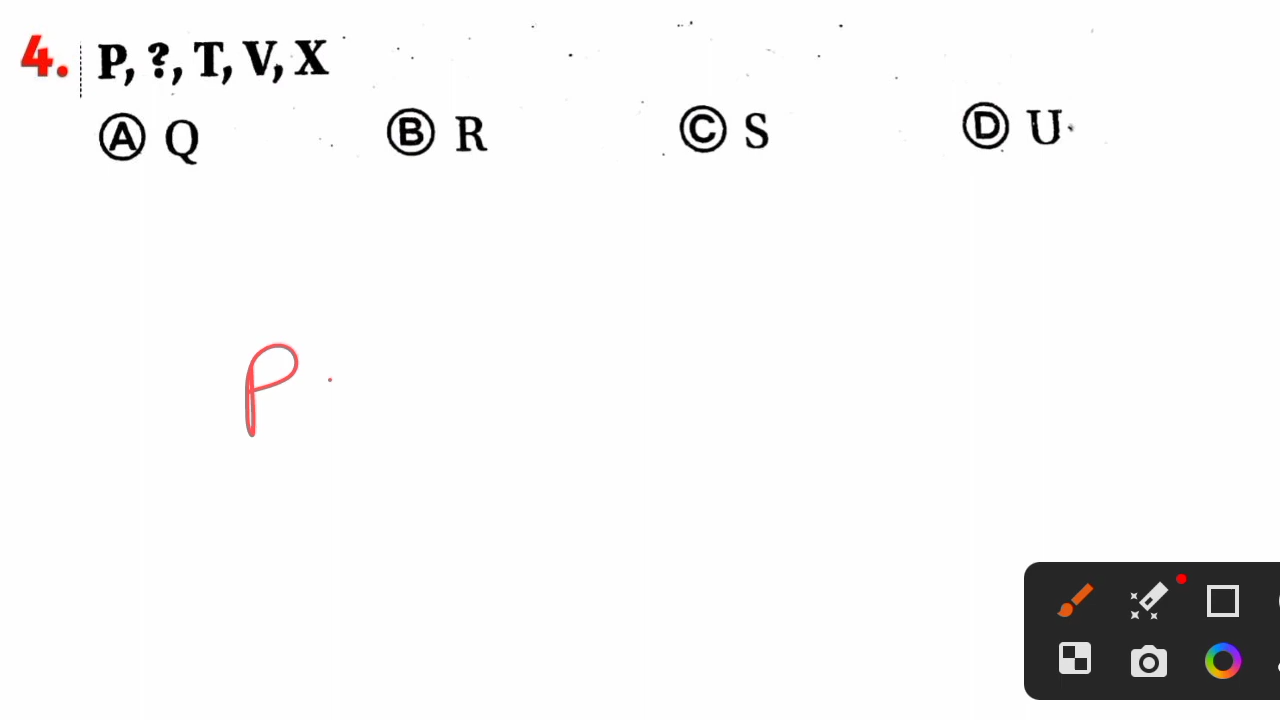 4. P, ?, T, V, X
Ⓐ Q Ⓑ R Ⓒ S Ⓓ U
P